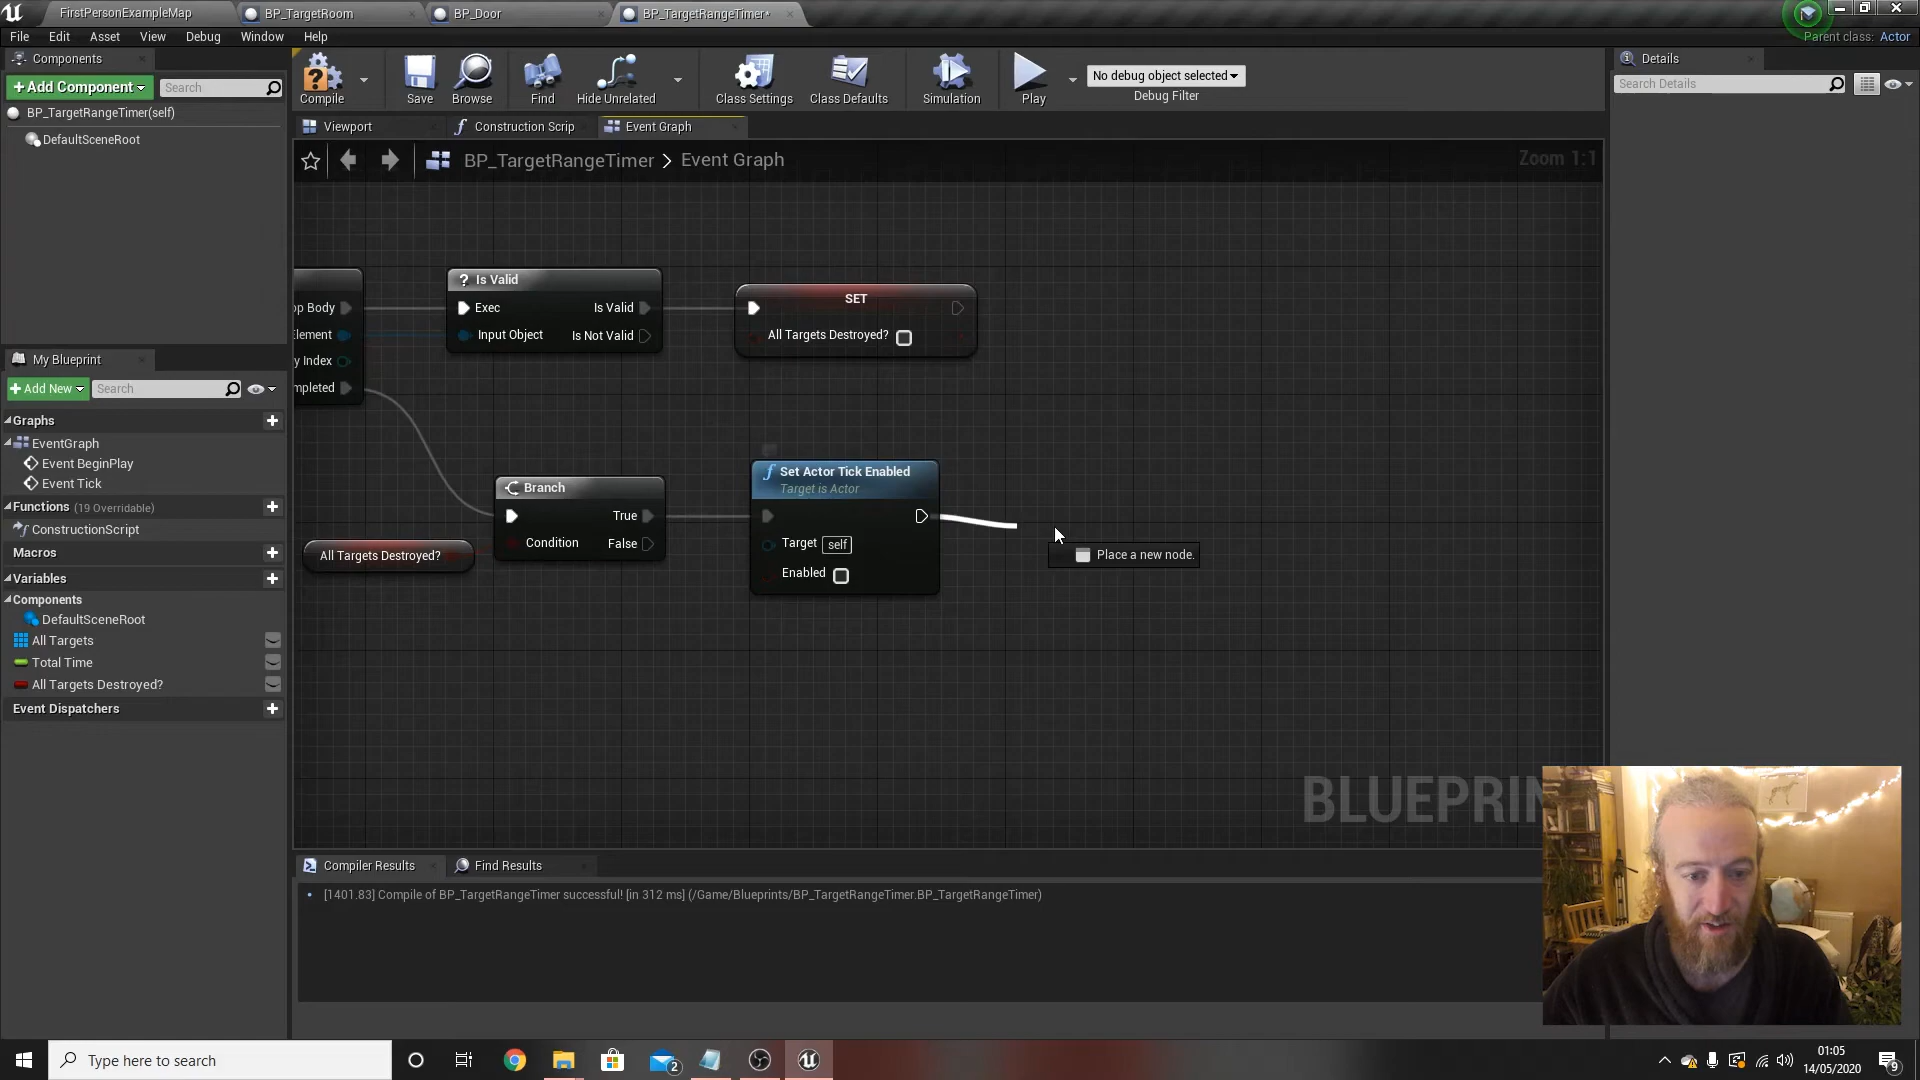 FirstPersonExampleMap
BP_TargetRoom
BP_Door
BP_TargetRangeTimer*
File
Edit
Asset
View
Debug
Window
Help
Parent class: Actor
Components
+Add Component
Search
BP_TargetRangeTimer(self)
DefaultSceneRoot
Compile
Save
Browse
Find
Hide Unrelated
Class Settings
Class Defaults
Simulation
Play
No debug object selected
Debug Filter
Details
Search Details
Viewport
Construction Scrip
Event Graph
BP_TargetRangeTimer > Event Graph
Zoom 1:1
op Body
Element
y Index
mpleted
? Is Valid
Exec
Is Valid
Input Object
Is Not Valid
SET
All Targets Destroyed?
Branch
True
Condition
False
All Targets Destroyed?
Set Actor Tick Enabled
Target is Actor
Target self
Enabled
Place a new node.
My Blueprint
+Add New
Search
Graphs
EventGraph
Event BeginPlay
Event Tick
Functions (19 Overridable)
ConstructionScript
Macros
Variables
Components
DefaultSceneRoot
All Targets
Total Time
All Targets Destroyed?
Event Dispatchers
BLUEPRIN
Compiler Results
Find Results
[1401.83] Compile of BP_TargetRangeTimer successful! [in 312 ms] (/Game/Blueprints/BP_TargetRangeTimer.BP_TargetRangeTimer)
Type here to search
2
01:05
14/05/2020
9